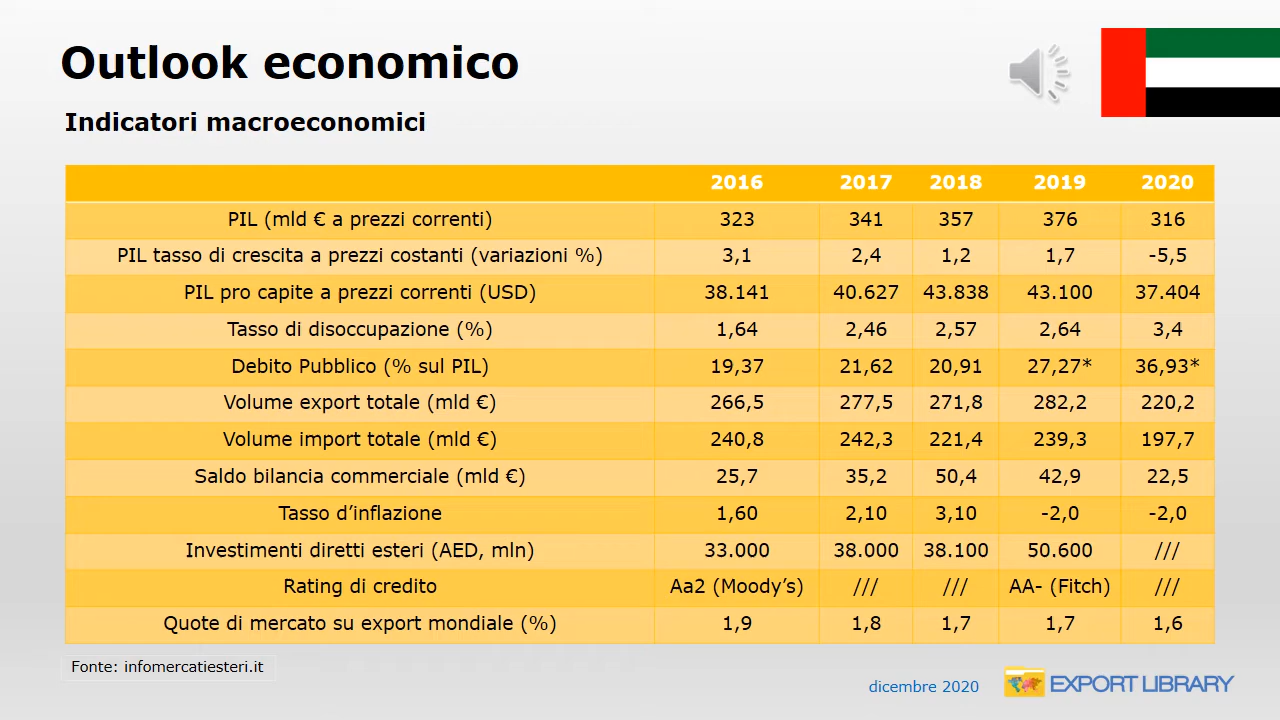 Outlook economico
Indicatori macroeconomici
2016 2017 2018 2019 2020
PIL (mld € a prezzi correnti) 323 341 357 376 316
PIL tasso di crescita a prezzi costanti (variazioni %) 3,1 2,4 1,2 1,7 -5,5
PIL pro capite a prezzi correnti (USD) 38.141 40.627 43.838 43.100 37.404
Tasso di disoccupazione (%) 1,64 2,46 2,57 2,64 3,4
Debito Pubblico (% sul PIL) 19,37 21,62 20,91 27,27* 36,93*
Volume export totale (mld €) 266,5 277,5 271,8 282,2 220,2
Volume import totale (mld €) 240,8 242,3 221,4 239,3 197,7
Saldo bilancia commerciale (mld €) 25,7 35,2 50,4 42,9 22,5
Tasso d’inflazione 1,60 2,10 3,10 -2,0 -2,0
Investimenti diretti esteri (AED, mln) 33.000 38.000 38.100 50.600 ///
Rating di credito Aa2 (Moody’s) /// /// AA- (Fitch) ///
Quote di mercato su export mondiale (%) 1,9 1,8 1,7 1,7 1,6
Fonte: infomercatiesteri.it
dicembre 2020
EXPORT LIBRARY